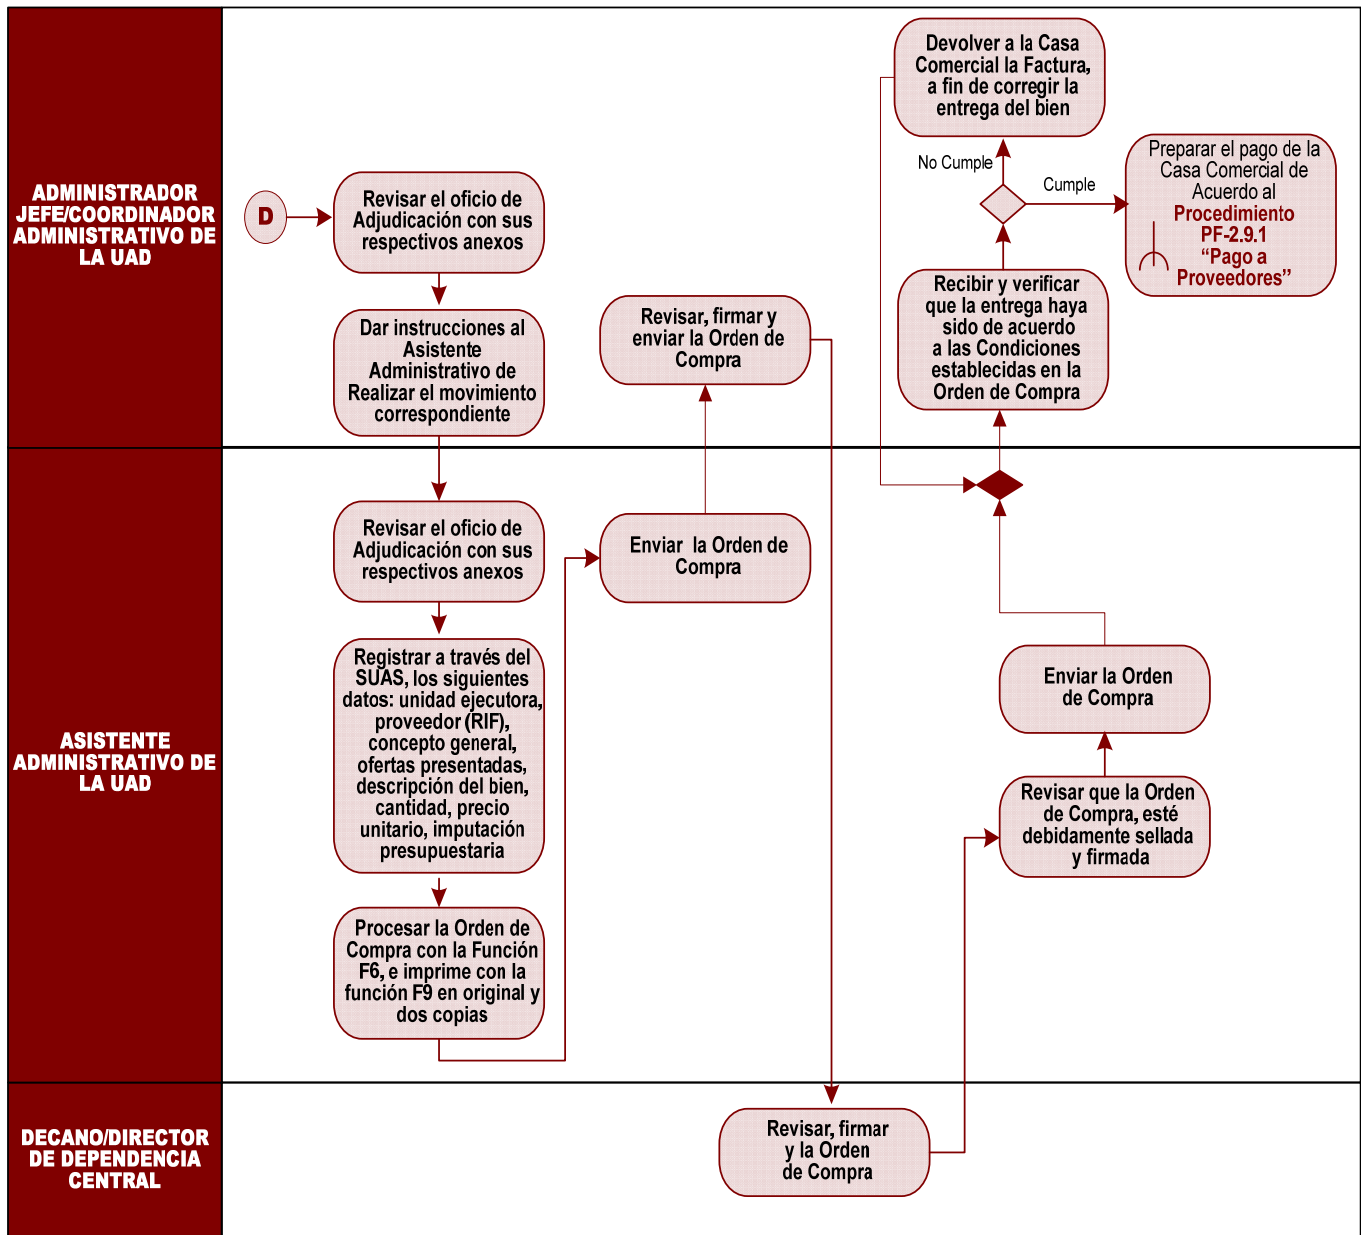 ADMINISTRADOR
JEFE/COORDINADOR
ADMINISTRATIVO DE
LA UAD
D
Revisar el oficio de
Adjudicación con sus
respectivos anexos
Dar instrucciones al
Asistente
Administrativo de
Realizar el movimiento
correspondiente
Revisar, firmar y
enviar la Orden de
Compra
Devolver a la Casa
Comercial la Factura,
a fin de corregir la
entrega del bien
No Cumple
Cumple
Preparar el pago de la
Casa Comercial de
Acuerdo al
Procedimiento
PF-2.9.1
“Pago a
Proveedores”
Recibir y verificar
que la entrega haya
sido de acuerdo
a las Condiciones
establecidas en la
Orden de Compra
ASISTENTE
ADMINISTRATIVO DE
LA UAD
Revisar el oficio de
Adjudicación con sus
respectivos anexos
Registrar a través del
SUAS, los siguientes
datos: unidad ejecutora,
proveedor (RIF),
concepto general,
ofertas presentadas,
descripción del bien,
cantidad, precio
unitario, imputación
presupuestaria
Procesar la Orden de
Compra con la Función
F6, e imprime con la
función F9 en original y
dos copias
Enviar la Orden de
Compra
Enviar la Orden
de Compra
Revisar que la Orden
de Compra, esté
debidamente sellada
y firmada
DECANO/DIRECTOR
DE DEPENDENCIA
CENTRAL
Revisar, firmar
y la Orden
de Compra